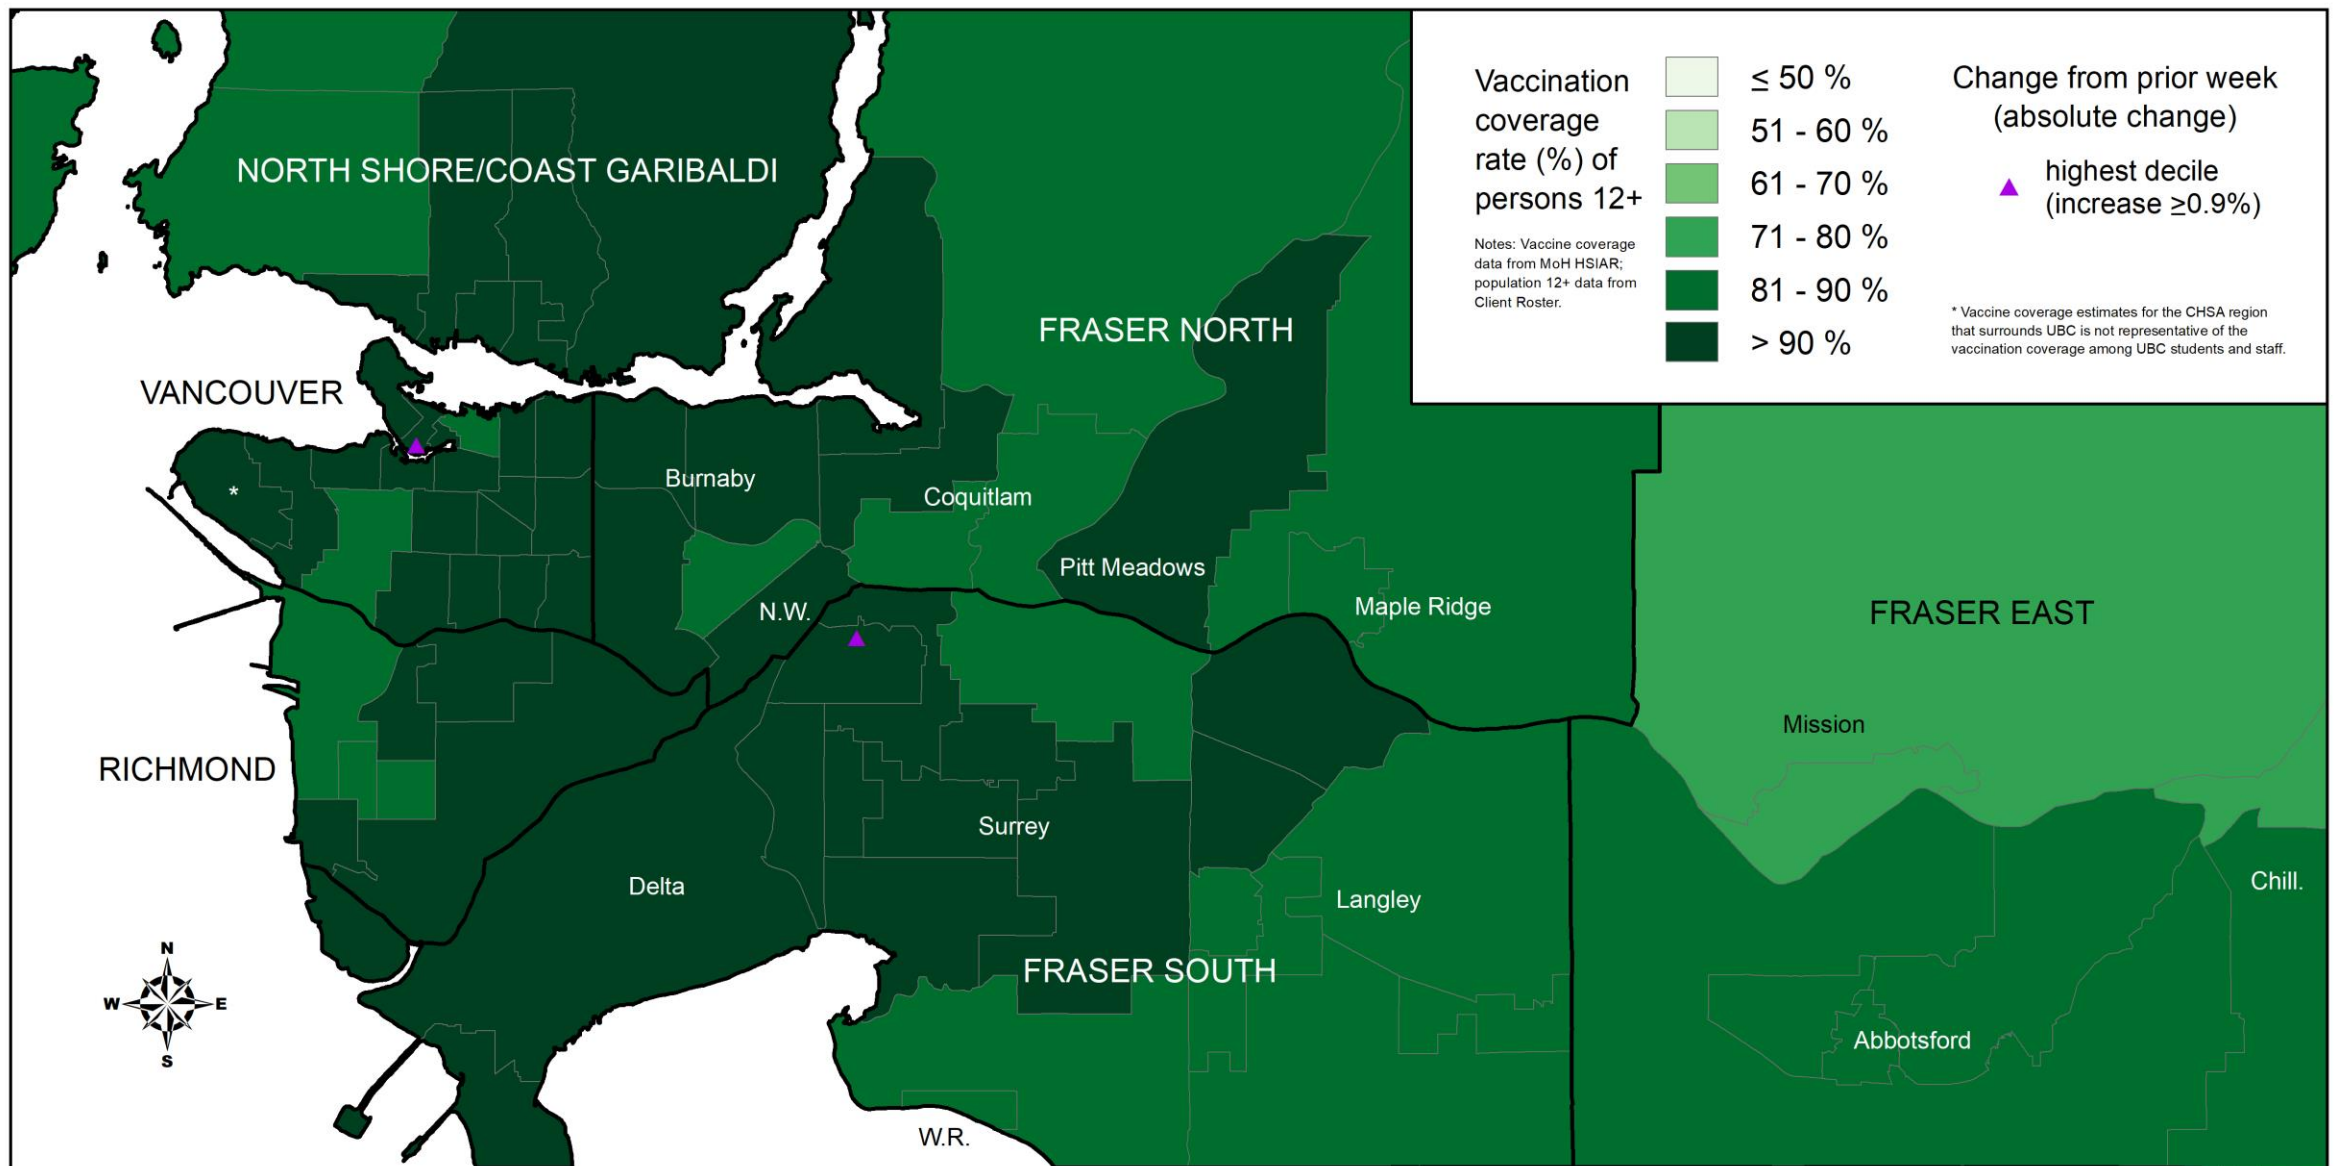 Vaccination
coverage
rate (%) of
persons 12+
Notes: Vaccine coverage
data from MoH HSIAR;
population 12+ data from
Client Roster.
≤ 50 %
51 - 60 %
61 - 70 %
71 - 80 %
81 - 90 %
> 90 %
Change from prior week
(absolute change)
highest decile
(increase ≥0.9%)
* Vaccine coverage estimates for the CHSA region
that surrounds UBC is not representative of the
vaccination coverage among UBC students and staff.
NORTH SHORE/COAST GARIBALDI
FRASER NORTH
VANCOUVER
*
Burnaby
Coquitlam
Pitt Meadows
N.W.
Maple Ridge
FRASER EAST
Mission
RICHMOND
Surrey
Delta
Langley
Chill.
FRASER SOUTH
Abbotsford
W.R.
N
W
E
S